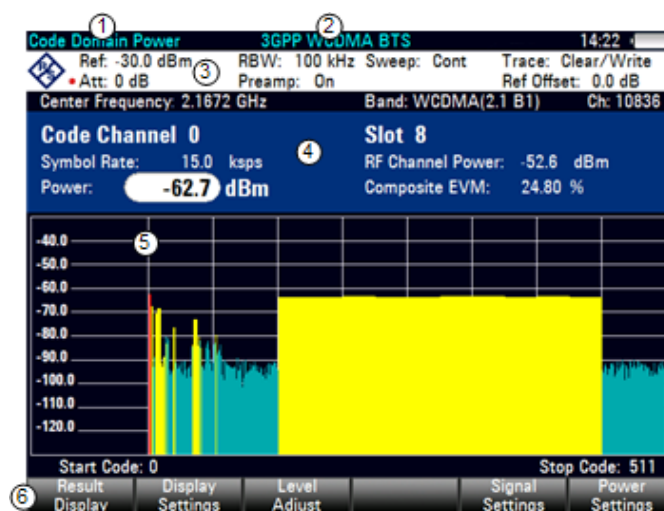 1 2
Code Domain Power 3GPP WCDMA BTS 14:22
Ref: -30.0 dBm 3 RBW: 100 kHz Sweep: Cont Trace: Clear/Write
Att: 0 dB Preamp: On Ref Offset: 0.0 dB
Center Frequency: 2.1672 GHz Band: WCDMA(2.1 B1) Ch: 10836
Code Channel 0 Slot 8
Symbol Rate: 15.0 ksps 4 RF Channel Power: -52.6 dBm
Power: -62.7 dBm Composite EVM: 24.80 %
-40.0 5
-50.0
-60.0
-70.0
-80.0
-90.0
-100.0
-110.0
-120.0
Start Code: 0 Stop Code: 511
6 Result Display Level Signal Power
Display Settings Adjust Settings Settings